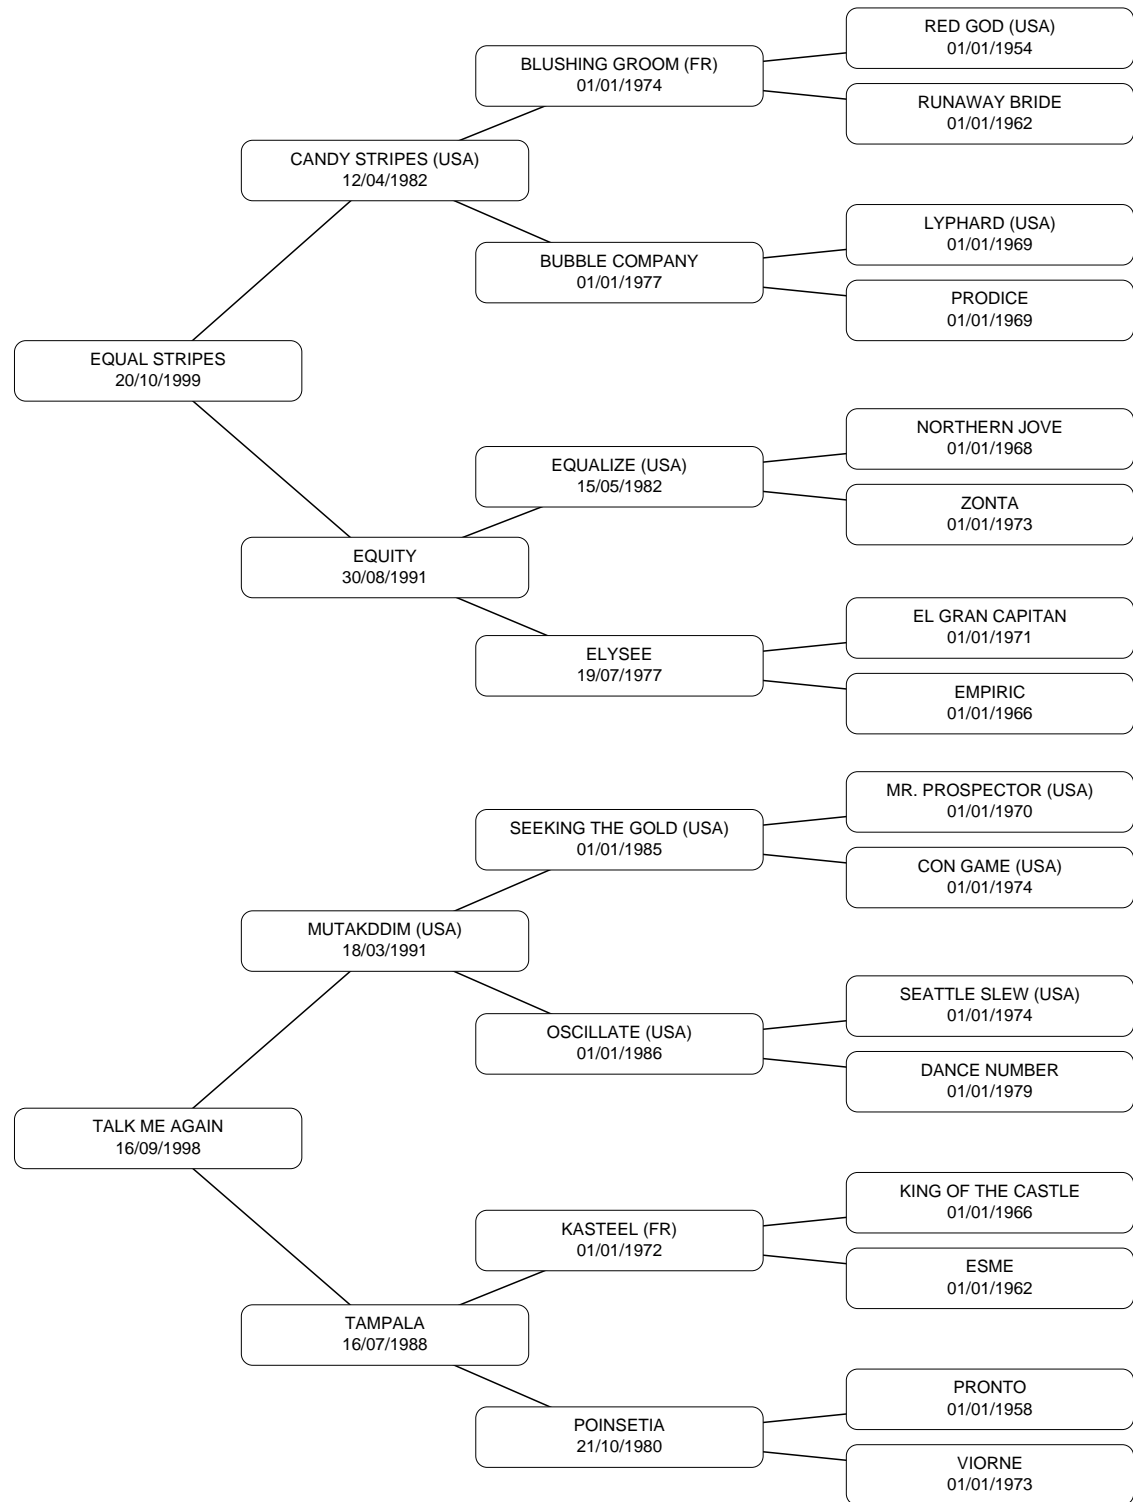 RED GOD (USA)
01/01/1954
BLUSHING GROOM (FR)
01/01/1974
RUNAWAY BRIDE
01/01/1962
CANDY STRIPES (USA)
12/04/1982
LYPHARD (USA)
01/01/1969
BUBBLE COMPANY
01/01/1977
PRODICE
01/01/1969
EQUAL STRIPES
20/10/1999
NORTHERN JOVE
01/01/1968
EQUALIZE (USA)
15/05/1982
ZONTA
01/01/1973
EQUITY
30/08/1991
EL GRAN CAPITAN
01/01/1971
ELYSEE
19/07/1977
EMPIRIC
01/01/1966
MR. PROSPECTOR (USA)
01/01/1970
SEEKING THE GOLD (USA)
01/01/1985
CON GAME (USA)
01/01/1974
MUTAKDDIM (USA)
18/03/1991
SEATTLE SLEW (USA)
01/01/1974
OSCILLATE (USA)
01/01/1986
DANCE NUMBER
01/01/1979
TALK ME AGAIN
16/09/1998
KING OF THE CASTLE
01/01/1966
KASTEEL (FR)
01/01/1972
ESME
01/01/1962
TAMPALA
16/07/1988
PRONTO
01/01/1958
POINSETIA
21/10/1980
VIORNE
01/01/1973